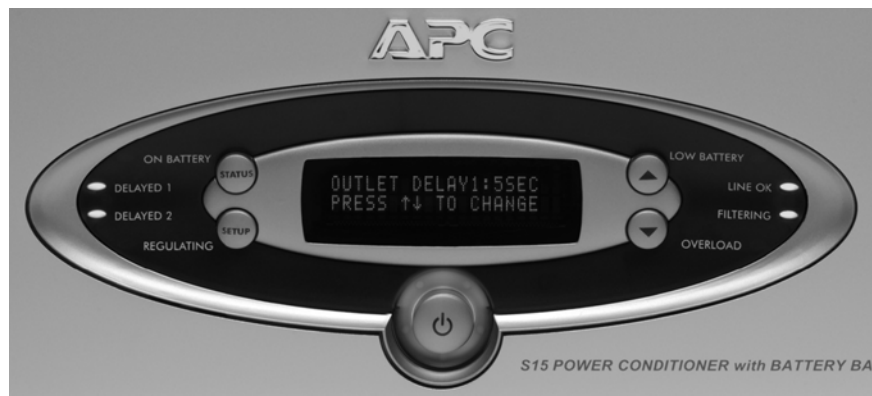 APC
ON BATTERY
DELAYED 1
DELAYED 2
REGULATING
STATUS
SETUP
OUTLET DELAY1:5SEC
PRESS ↑↓ TO CHANGE
LOW BATTERY
LINE OK
FILTERING
OVERLOAD
S15 POWER CONDITIONER with BATTERY BA